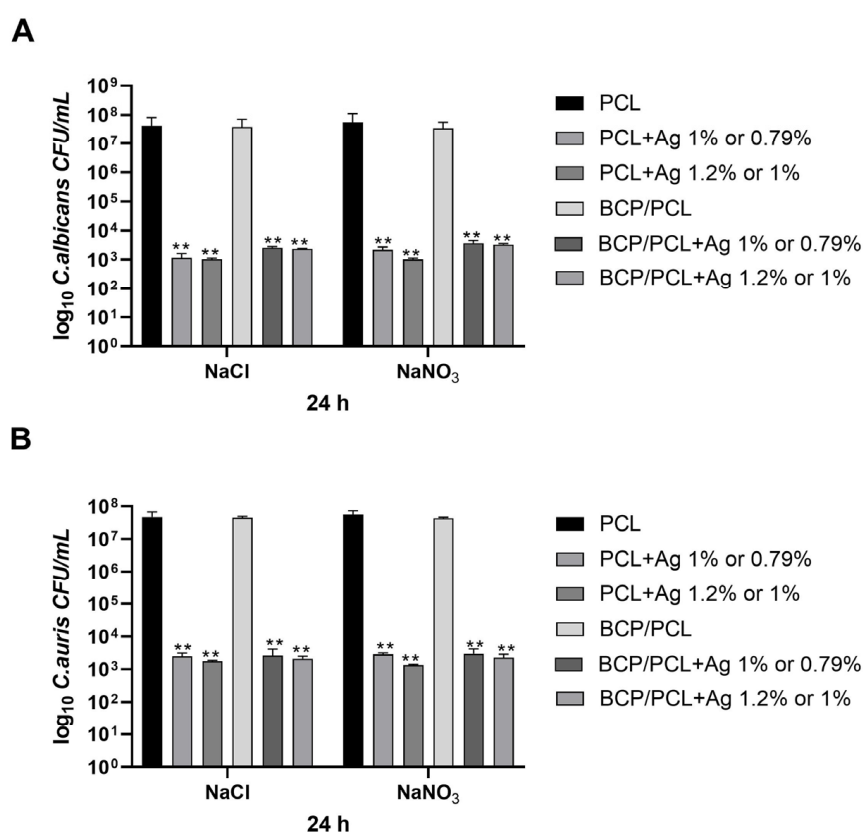 A
log10 C.albicans CFU/mL
10⁹
10⁸
10⁷
10⁶
10⁵
10⁴
10³
10²
10¹
10⁰
** ** ** ** ** ** ** **
NaCl NaNO₃
24 h
PCL
PCL+Ag 1% or 0.79%
PCL+Ag 1.2% or 1%
BCP/PCL
BCP/PCL+Ag 1% or 0.79%
BCP/PCL+Ag 1.2% or 1%
B
log10 C.auris CFU/mL
10⁸
10⁷
10⁶
10⁵
10⁴
10³
10²
10¹
10⁰
** ** ** ** ** ** ** **
NaCl NaNO₃
24 h
PCL
PCL+Ag 1% or 0.79%
PCL+Ag 1.2% or 1%
BCP/PCL
BCP/PCL+Ag 1% or 0.79%
BCP/PCL+Ag 1.2% or 1%